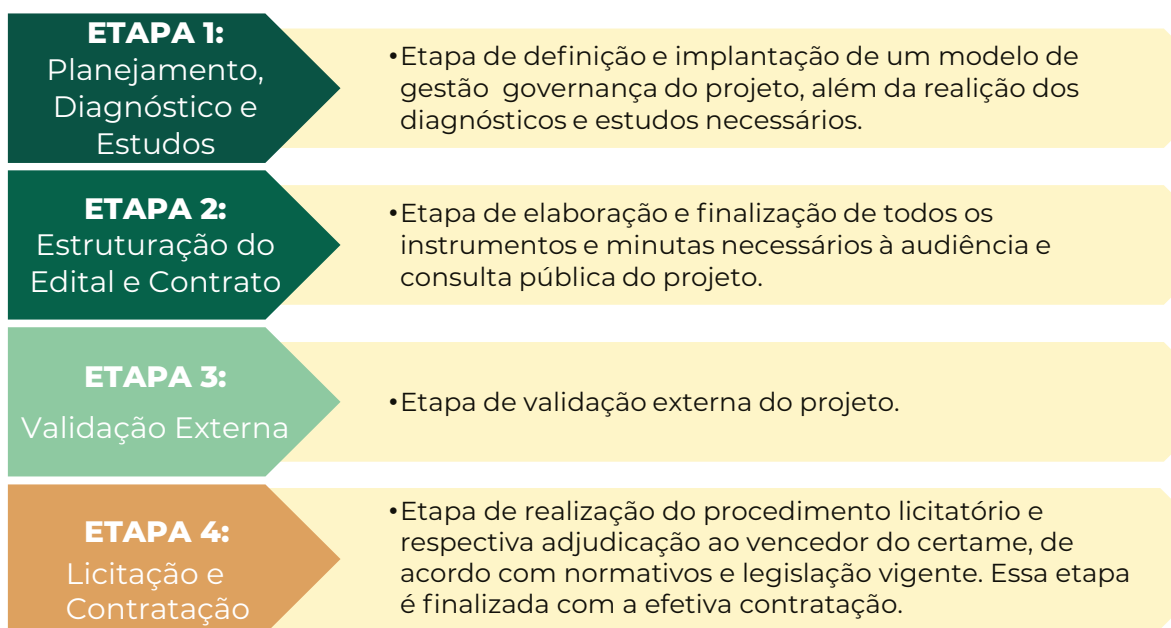 ETAPA 1:
Planejamento,
Diagnóstico e
Estudos
•Etapa de definição e implantação de um modelo de
gestão governança do projeto, além da realição dos
diagnósticos e estudos necessários.
ETAPA 2:
Estruturação do
Edital e Contrato
•Etapa de elaboração e finalização de todos os
instrumentos e minutas necessários à audiência e
consulta pública do projeto.
ETAPA 3:
Validação Externa
•Etapa de validação externa do projeto.
ETAPA 4:
Licitação e
Contratação
•Etapa de realização do procedimento licitatório e
respectiva adjudicação ao vencedor do certame, de
acordo com normativos e legislação vigente. Essa etapa
é finalizada com a efetiva contratação.